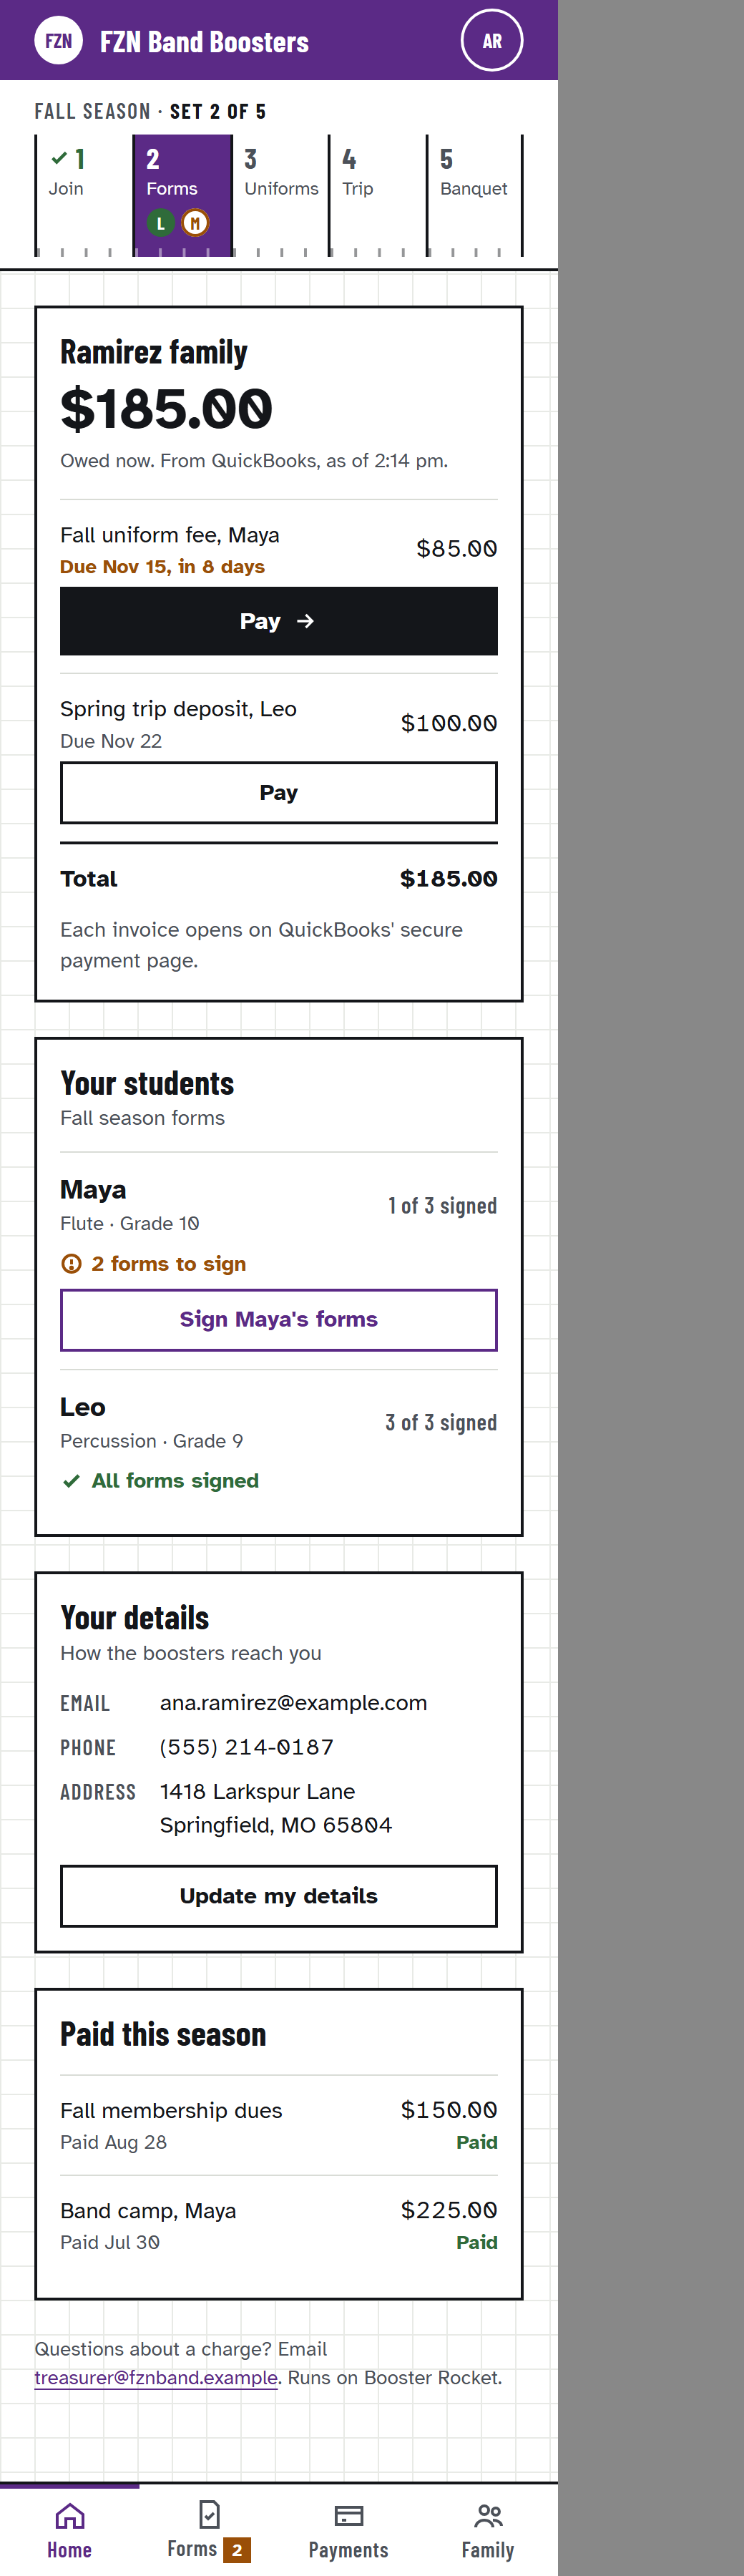 FZN FZN Band Boosters AR
FALL SEASON · SET 2 OF 5
1 2 3 4 5
Join Forms Uniforms Trip Banquet
L M
Ramirez family
$185.00
Owed now. From QuickBooks, as of 2:14 pm.
Fall uniform fee, Maya $85.00
Due Nov 15, in 8 days
Pay →
Spring trip deposit, Leo $100.00
Due Nov 22
Pay
Total $185.00
Each invoice opens on QuickBooks' secure
payment page.
Your students
Fall season forms
Maya 1 of 3 signed
Flute · Grade 10
2 forms to sign
Sign Maya's forms
Leo 3 of 3 signed
Percussion · Grade 9
All forms signed
Your details
How the boosters reach you
EMAIL ana.ramirez@example.com
PHONE (555) 214-0187
ADDRESS 1418 Larkspur Lane
Springfield, MO 65804
Update my details
Paid this season
Fall membership dues $150.00
Paid Aug 28 Paid
Band camp, Maya $225.00
Paid Jul 30 Paid
Questions about a charge? Email
treasurer@fznband.example. Runs on Booster Rocket.
Home Forms 2 Payments Family